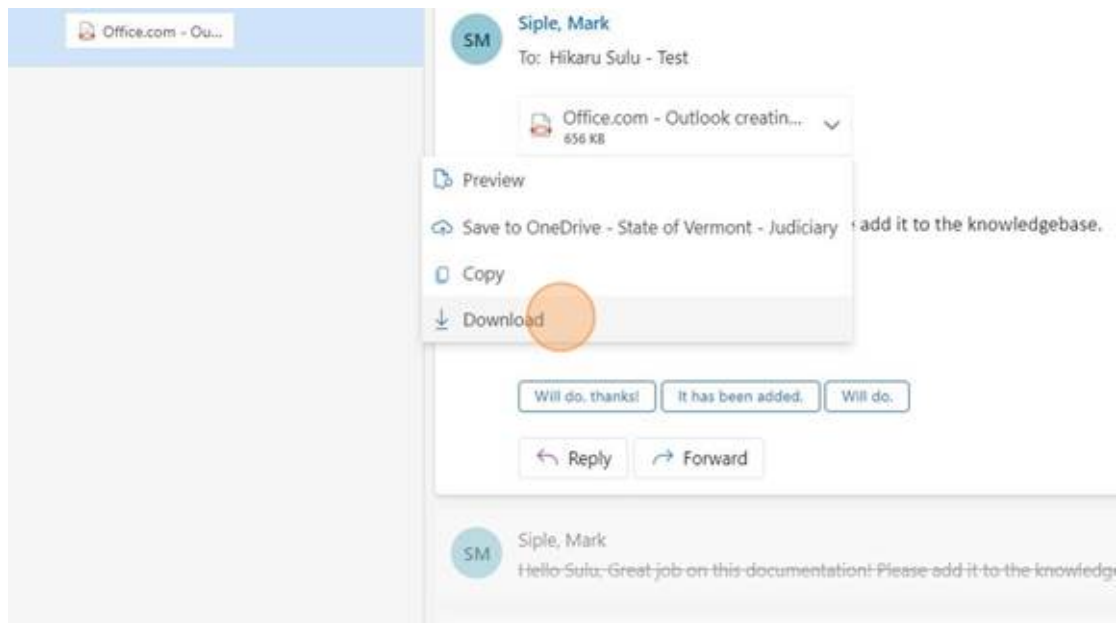 Office.com - Ou...
SM
Siple, Mark
To: Hikaru Sulu - Test
Office.com - Outlook creatin...
656 KB
Preview
Save to OneDrive - State of Vermont - Judiciary
add it to the knowledgebase.
Copy
Download
Will do, thanks!
It has been added.
Will do.
Reply
Forward
SM
Siple, Mark
Hello Sulu, Great job on this documentation! Please add it to the knowledge